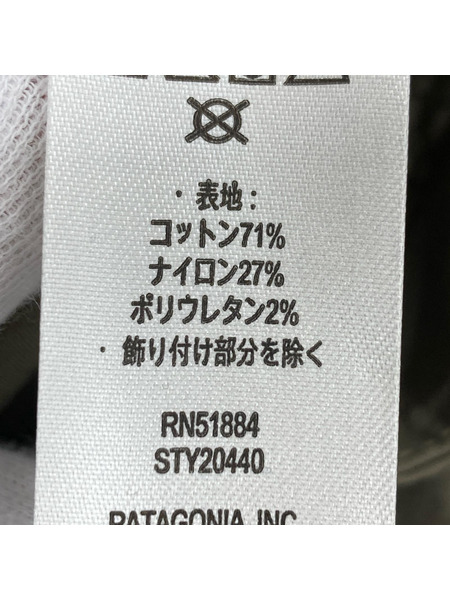 ・表地:
コットン71%
ナイロン27%
ポリウレタン2%
・飾り付け部分を除く
RN51884
STY20440
PATAGONIA,INC.